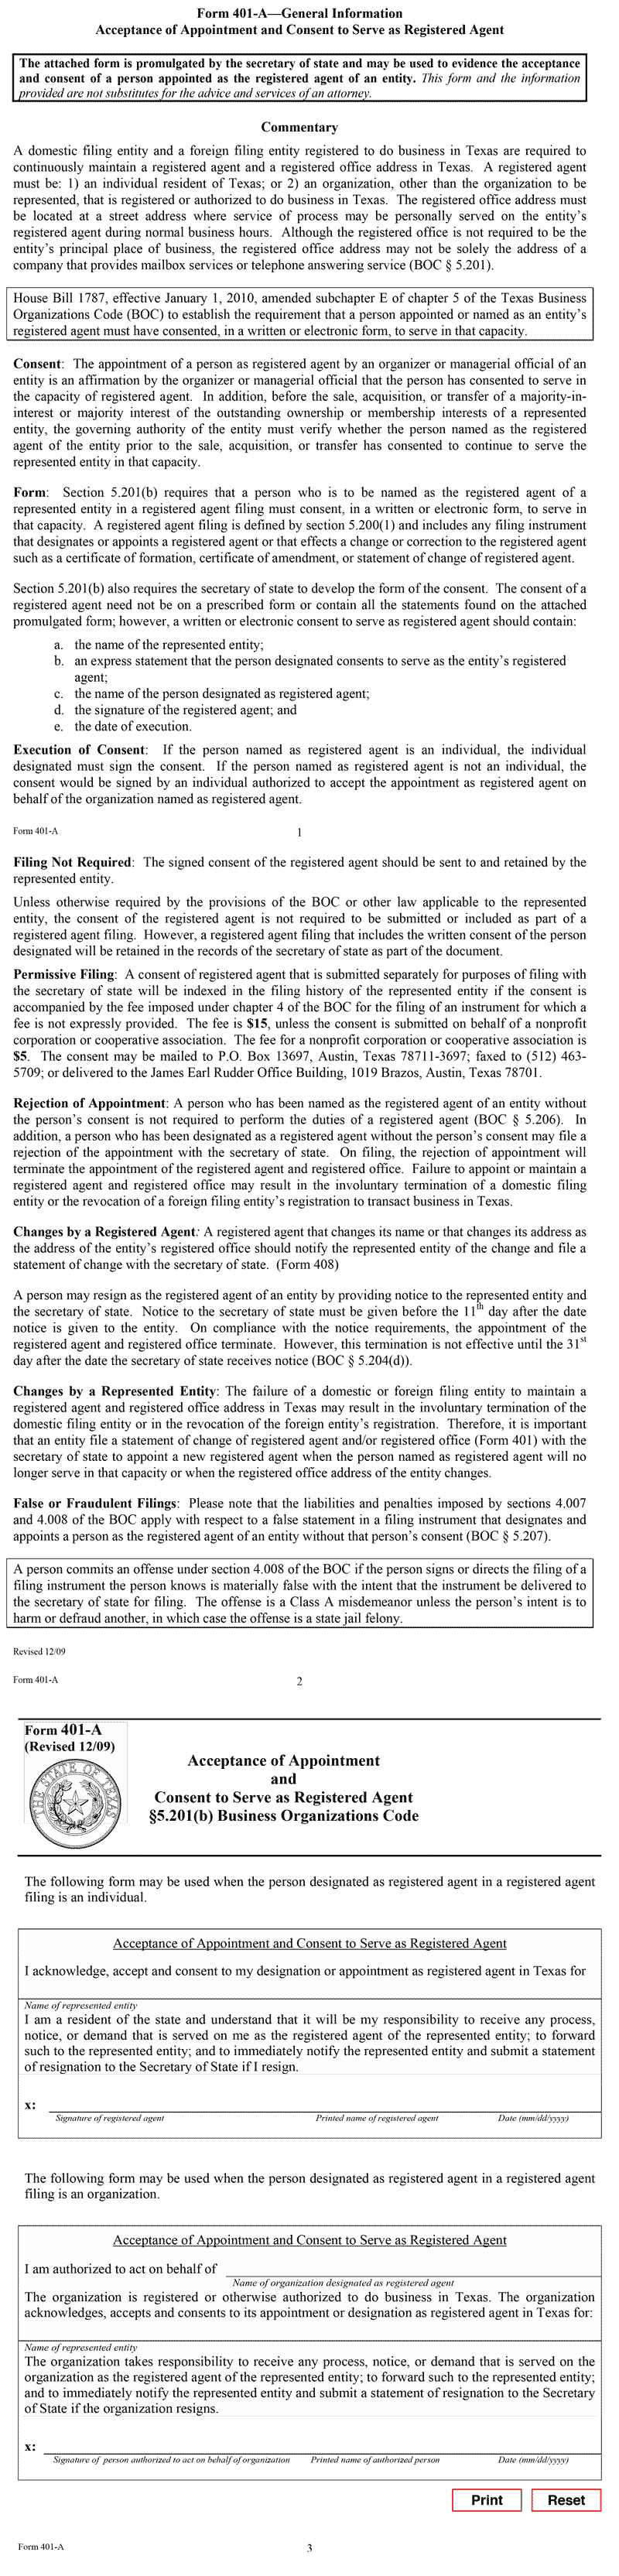 Form 401-A—General Information
Acceptance of Appointment and Consent to Serve as Registered Agent
The attached form is promulgated by the secretary of state and may be used to evidence the acceptance
and consent of a person appointed as the registered agent of an entity. This form and the information
provided are not substitutes for the advice and services of an attorney.
Commentary
A domestic filing entity and a foreign filing entity registered to do business in Texas are required to
continuously maintain a registered agent and a registered office address in Texas. A registered agent
must be: 1) an individual resident of Texas; or 2) an organization, other than the organization to be
represented, that is registered or authorized to do business in Texas. The registered office address must
be located at a street address where service of process may be personally served on the entity's
registered agent during normal business hours. Although the registered office is not required to be the
entity's principal place of business, the registered office address may not be solely the address of a
company that provides mailbox services or telephone answering service (BOC § 5.201).
House Bill 1787, effective January 1, 2010, amended subchapter E of chapter 5 of the Texas Business
Organizations Code (BOC) to establish the requirement that a person appointed or named as an entity's
registered agent must have consented, in a written or electronic form, to serve in that capacity.
Consent: The appointment of a person as registered agent by an organizer or managerial official of an
entity is an affirmation by the organizer or managerial official that the person has consented to serve in
the capacity of registered agent. In addition, before the sale, acquisition, or transfer of a majority-in-
interest or majority interest of the outstanding ownership or membership interests of a represented
entity, the governing authority of the entity must verify whether the person named as the registered
agent of the entity prior to the sale, acquisition, or transfer has consented to continue to serve the
represented entity in that capacity.
Form: Section 5.201(b) requires that a person who is to be named as the registered agent of a
represented entity in a registered agent filing must consent, in a written or electronic form, to serve in
that capacity. A registered agent filing is defined by section 5.200(1) and includes any filing instrument
that designates or appoints a registered agent or that effects a change or correction to the registered agent
such as a certificate of formation, certificate of amendment, or statement of change of registered agent.
Section 5.201(b) also requires the secretary of state to develop the form of the consent. The consent of a
registered agent need not be on a prescribed form or contain all the statements found on the attached
promulgated form; however, a written or electronic consent to serve as registered agent should contain:
a. the name of the represented entity;
b. an express statement that the person designated consents to serve as the entity's registered
agent;
c. the name of the person designated as registered agent;
d. the signature of the registered agent; and
e. the date of execution.
Execution of Consent: If the person named as registered agent is an individual, the individual
designated must sign the consent. If the person named as registered agent is not an individual, the
consent would be signed by an individual authorized to accept the appointment as registered agent on
behalf of the organization named as registered agent.
Form 401-A 1
Filing Not Required: The signed consent of the registered agent should be sent to and retained by the
represented entity.
Unless otherwise required by the provisions of the BOC or other law applicable to the represented
entity, the consent of the registered agent is not required to be submitted or included as part of a
registered agent filing. However, a registered agent filing that includes the written consent of the person
designated will be retained in the records of the secretary of state as part of the document.
Permissive Filing: A consent of registered agent that is submitted separately for purposes of filing with
the secretary of state will be indexed in the filing history of the represented entity if the consent is
accompanied by the fee imposed under chapter 4 of the BOC for the filing of an instrument for which a
fee is not expressly provided. The fee is $15, unless the consent is submitted on behalf of a nonprofit
corporation or cooperative association. The fee for a nonprofit corporation or cooperative association is
$5. The consent may be mailed to P.O. Box 13697, Austin, Texas 78711-3697; faxed to (512) 463-
5709; or delivered to the James Earl Rudder Office Building, 1019 Brazos, Austin, Texas 78701.
Rejection of Appointment: A person who has been named as the registered agent of an entity without
the person's consent is not required to perform the duties of a registered agent (BOC § 5.206). In
addition, a person who has been designated as a registered agent without the person's consent may file a
rejection of the appointment with the secretary of state. On filing, the rejection of appointment will
terminate the appointment of the registered agent and registered office. Failure to appoint or maintain a
registered agent and registered office may result in the involuntary termination of a domestic filing
entity or the revocation of a foreign filing entity's registration to transact business in Texas.
Changes by a Registered Agent: A registered agent that changes its name or that changes its address as
the address of the entity's registered office should notify the represented entity of the change and file a
statement of change with the secretary of state. (Form 408)
A person may resign as the registered agent of an entity by providing notice to the represented entity and
the secretary of state. Notice to the secretary of state must be given before the 11th day after the date
notice is given to the entity. On compliance with the notice requirements, the appointment of the
registered agent and registered office terminate. However, this termination is not effective until the 31st
day after the date the secretary of state receives notice (BOC § 5.204(d)).
Changes by a Represented Entity: The failure of a domestic or foreign filing entity to maintain a
registered agent and registered office address in Texas may result in the involuntary termination of the
domestic filing entity or in the revocation of the foreign entity's registration. Therefore, it is important
that an entity file a statement of change of registered agent and/or registered office (Form 401) with the
secretary of state to appoint a new registered agent when the person named as registered agent will no
longer serve in that capacity or when the registered office address of the entity changes.
False or Fraudulent Filings: Please note that the liabilities and penalties imposed by sections 4.007
and 4.008 of the BOC apply with respect to a false statement in a filing instrument that designates and
appoints a person as the registered agent of an entity without that person's consent (BOC § 5.207).
A person commits an offense under section 4.008 of the BOC if the person signs or directs the filing of a
filing instrument the person knows is materially false with the intent that the instrument be delivered to
the secretary of state for filing. The offense is a Class A misdemeanor unless the person's intent is to
harm or defraud another, in which case the offense is a state jail felony.
Revised 12/09
Form 401-A 2
Form 401-A
(Revised 12/09)
THE STATE OF TEXAS
Acceptance of Appointment
and
Consent to Serve as Registered Agent
§5.201(b) Business Organizations Code
The following form may be used when the person designated as registered agent in a registered agent
filing is an individual.
Acceptance of Appointment and Consent to Serve as Registered Agent
I acknowledge, accept and consent to my designation or appointment as registered agent in Texas for
Name of represented entity
I am a resident of the state and understand that it will be my responsibility to receive any process,
notice, or demand that is served on me as the registered agent of the represented entity; to forward
such to the represented entity; and to immediately notify the represented entity and submit a statement
of resignation to the Secretary of State if I resign.
x:
Signature of registered agent Printed name of registered agent Date (mm/dd/yyyy)
The following form may be used when the person designated as registered agent in a registered agent
filing is an organization.
Acceptance of Appointment and Consent to Serve as Registered Agent
I am authorized to act on behalf of
Name of organization designated as registered agent
The organization is registered or otherwise authorized to do business in Texas. The organization
acknowledges, accepts and consents to its appointment or designation as registered agent in Texas for:
Name of represented entity
The organization takes responsibility to receive any process, notice, or demand that is served on the
organization as the registered agent of the represented entity; to forward such to the represented entity;
and to immediately notify the represented entity and submit a statement of resignation to the Secretary
of State if the organization resigns.
x:
Signature of person authorized to act on behalf of organization Printed name of authorized person Date (mm/dd/yyyy)
Print Reset
Form 401-A 3